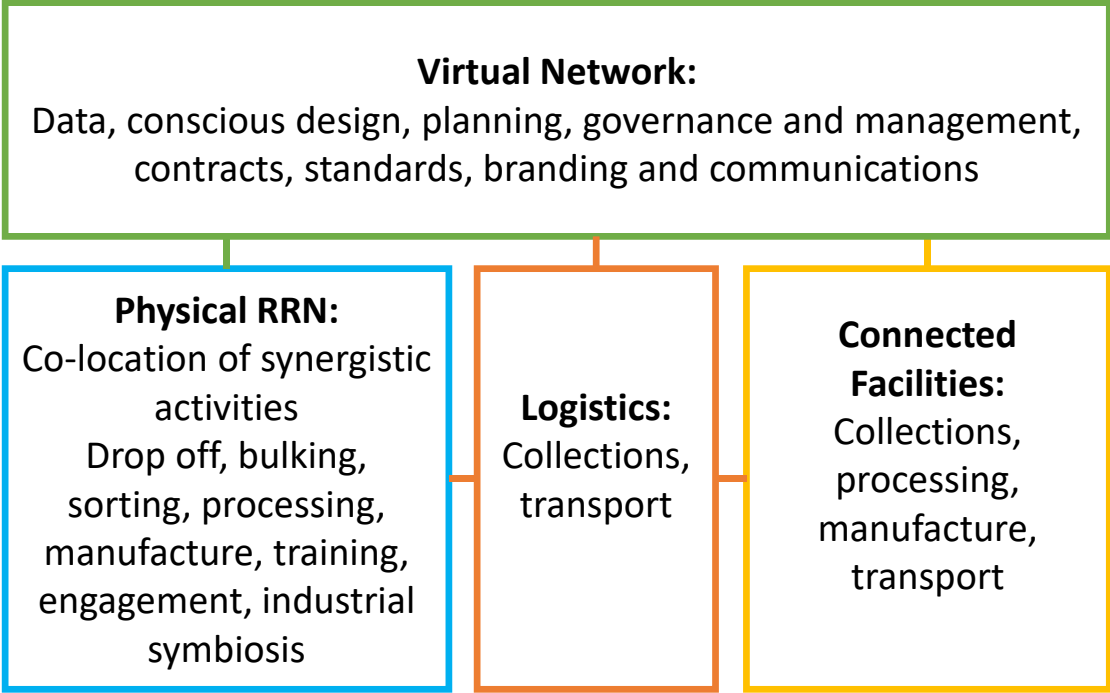 Virtual Network:
Data, conscious design, planning, governance and management,
contracts, standards, branding and communications
Physical RRN:
Co-location of synergistic
activities
Drop off, bulking,
sorting, processing,
manufacture, training,
engagement, industrial
symbiosis
Logistics:
Collections,
transport
Connected
Facilities:
Collections,
processing,
manufacture,
transport